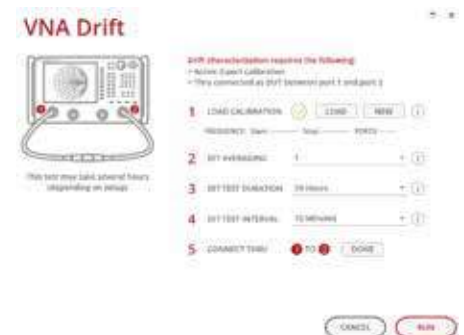 VNA Drift
Drift characterization requires the following:
- Active Expert calibration
- Thru connected as DUT between port 1 and port 2
1 LOAD CALIBRATION LOAD NEW
FREQUENCY Start Stop PORTS
2 SET AVERAGING 1
3 SET TEST DURATION Hours
4 SET TEST INTERVAL 10 Minutes
5 CONNECT THRU 1 TO 2 DONE
This test may take several hours
(depending on setup)
CANCEL RUN